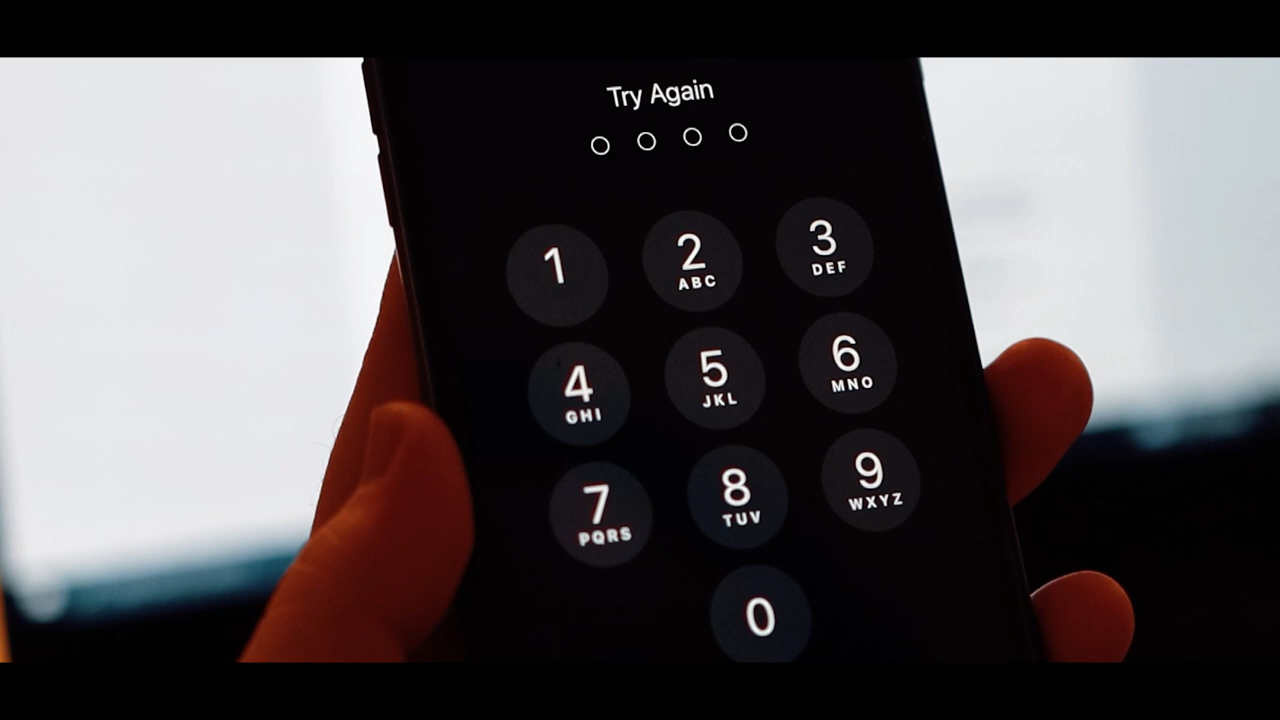 Try Again
1 2 3
ABC DEF
4 5 6
GHI JKL MNO
7 8 9
PQRS TUV WXYZ
0